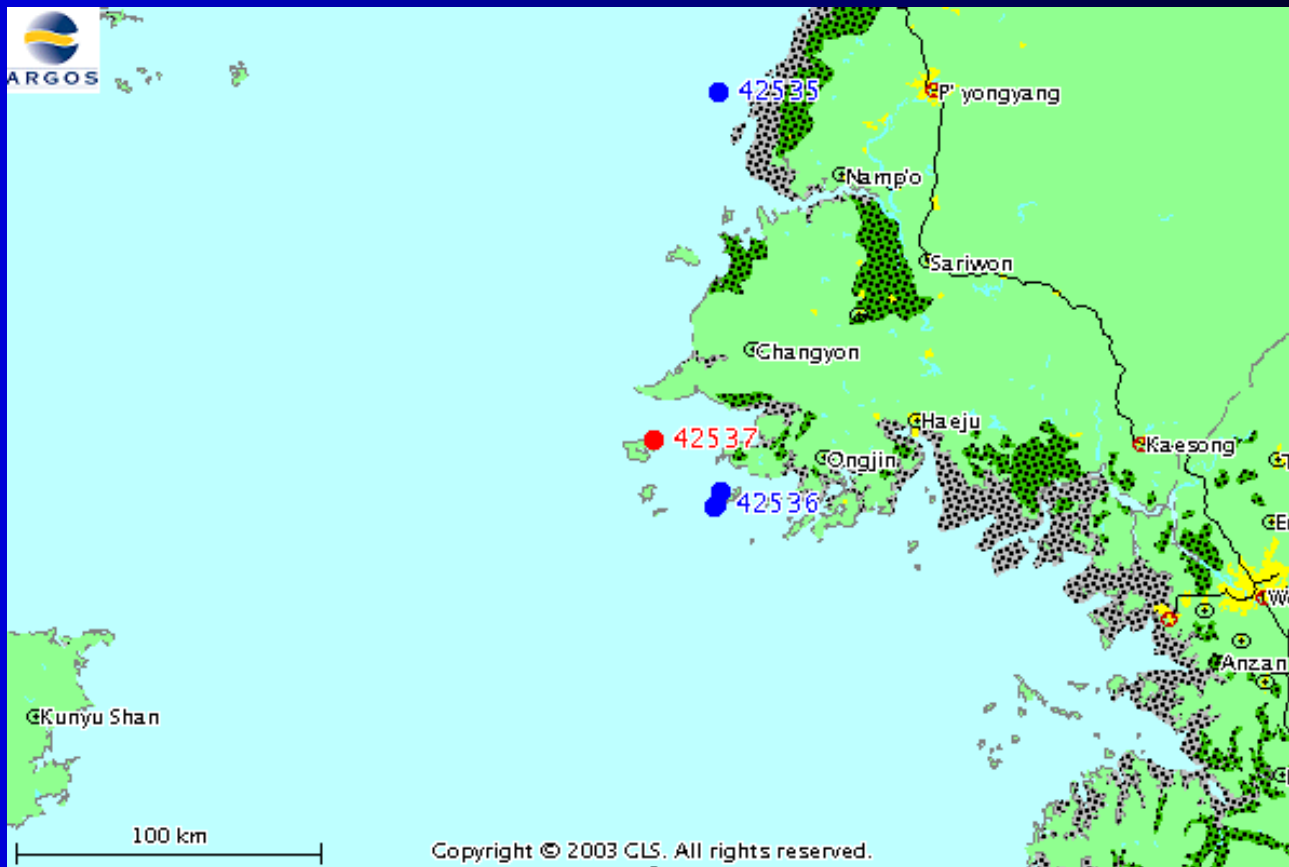 ARGOS
42535
P' yongyang
Namp'o
Sariwon
Changyon
Haeju
42537
Kaesong
Ongjin
42536
Anzan
Kunyu Shan
100 km
Copyright © 2003 CLS. All rights reserved.